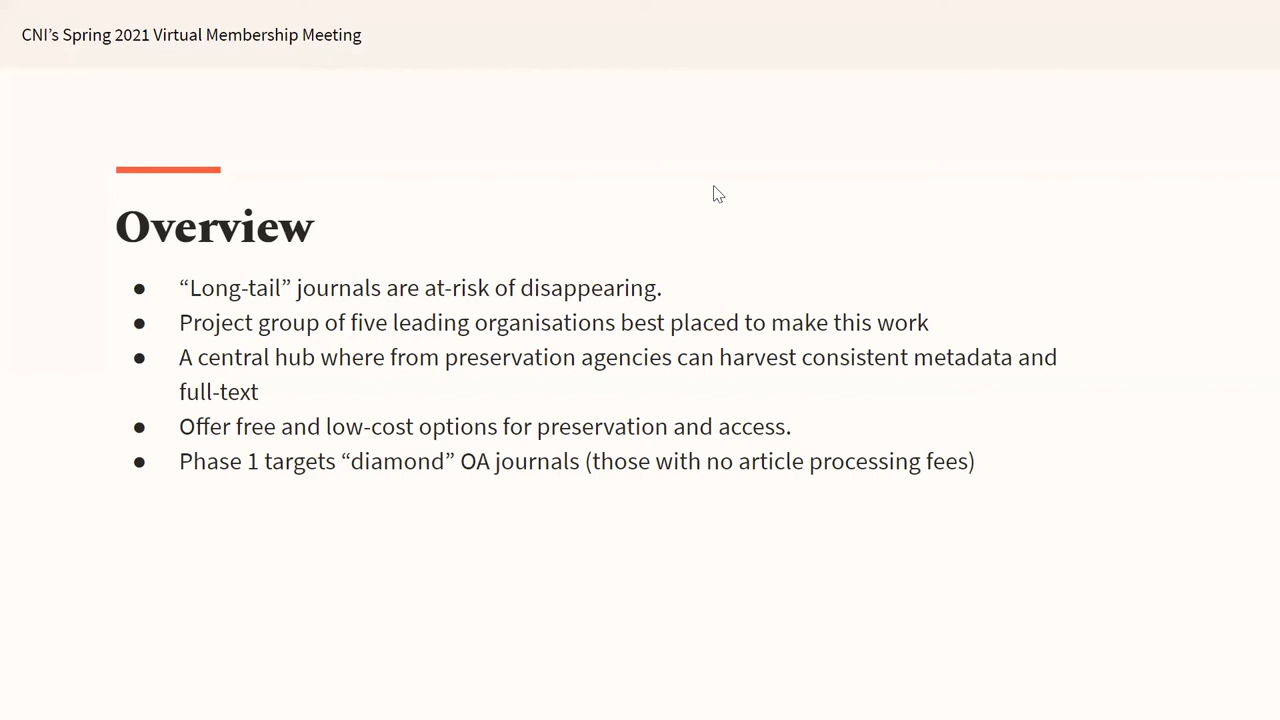 CNI’s Spring 2021 Virtual Membership Meeting
Overview
● “Long-tail” journals are at-risk of disappearing.
● Project group of five leading organisations best placed to make this work
● A central hub where from preservation agencies can harvest consistent metadata and
full-text
● Offer free and low-cost options for preservation and access.
● Phase 1 targets “diamond” OA journals (those with no article processing fees)